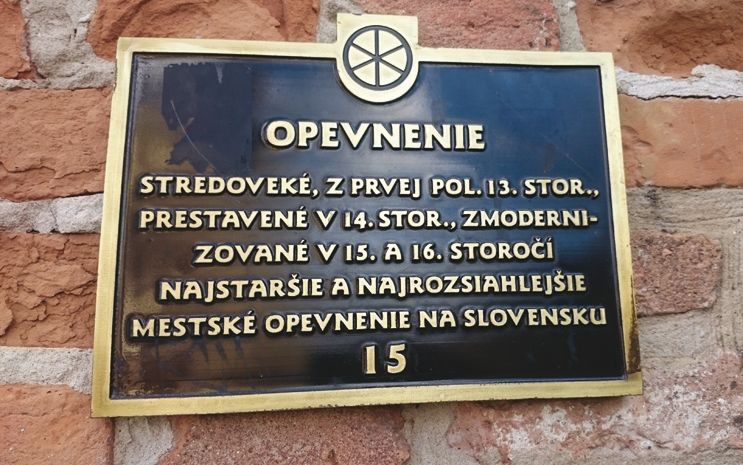 OPEVNENIE
STREDOVEKÉ, Z PRVEJ POL. 13. STOR.,
PRESTAVENÉ V 14. STOR., ZMODERNI-
ZOVANÉ V 15. A 16. STOROČÍ
NAJSTARŠIE A NAJROZSIAHLEJŠIE
MESTSKÉ OPEVNENIE NA SLOVENSKU
15